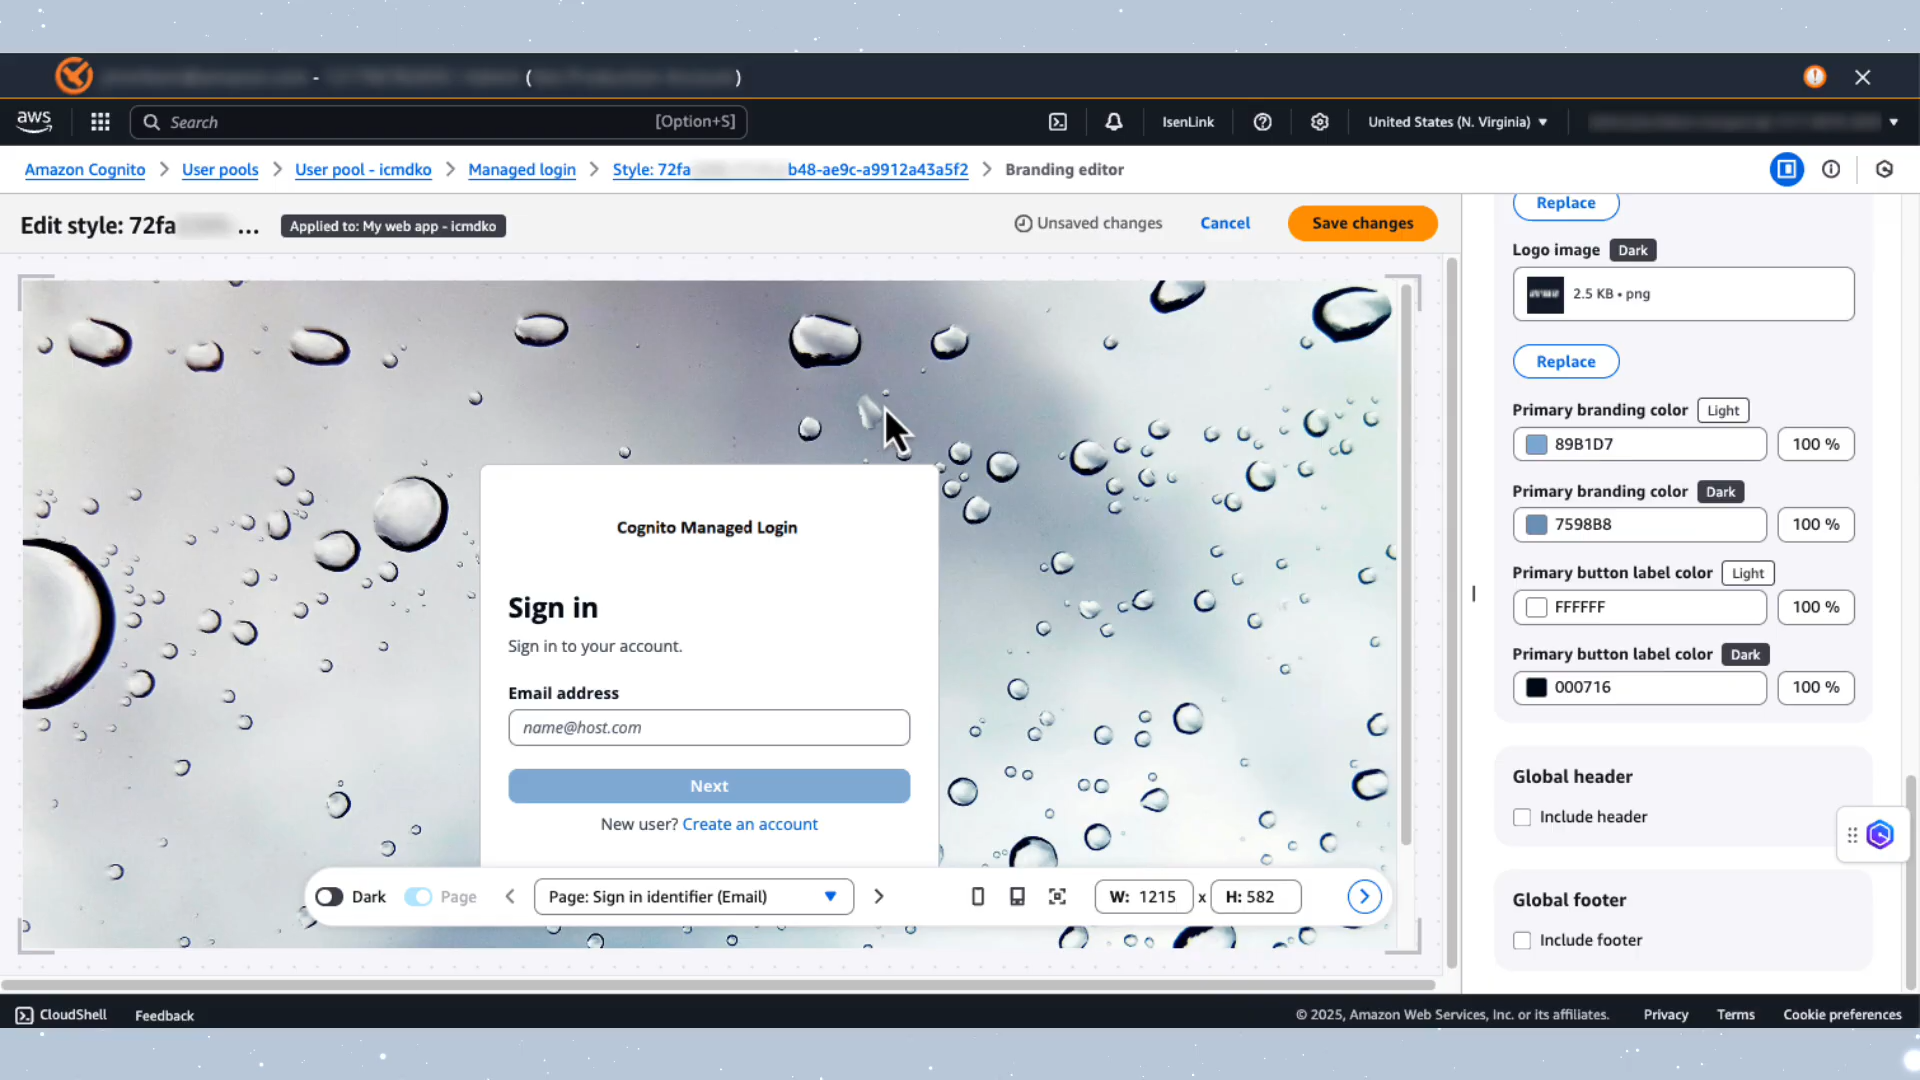 - ( )
aws
Search [Option+S]
IsenLink
United States (N. Virginia)
Amazon Cognito
User pools
User pool - icmdko
Managed login
Style: 72fa b48-ae9c-a9912a43a5f2
Branding editor
Edit style: 72fa ...
Applied to: My web app - icmdko
Unsaved changes
Cancel
Save changes
Cognito Managed Login
Sign in
Sign in to your account.
Email address
name@host.com
Next
New user? Create an account
Dark
Page
Page: Sign in identifier (Email)
W: 1215 x H: 582
Replace
Logo image Dark
2.5 KB • png
Replace
Primary branding color Light
89B1D7 100 %
Primary branding color Dark
7598B8 100 %
Primary button label color Light
FFFFFF 100 %
Primary button label color Dark
000716 100 %
Global header
Include header
Global footer
Include footer
CloudShell
Feedback
© 2025, Amazon Web Services, Inc. or its affiliates.
Privacy
Terms
Cookie preferences